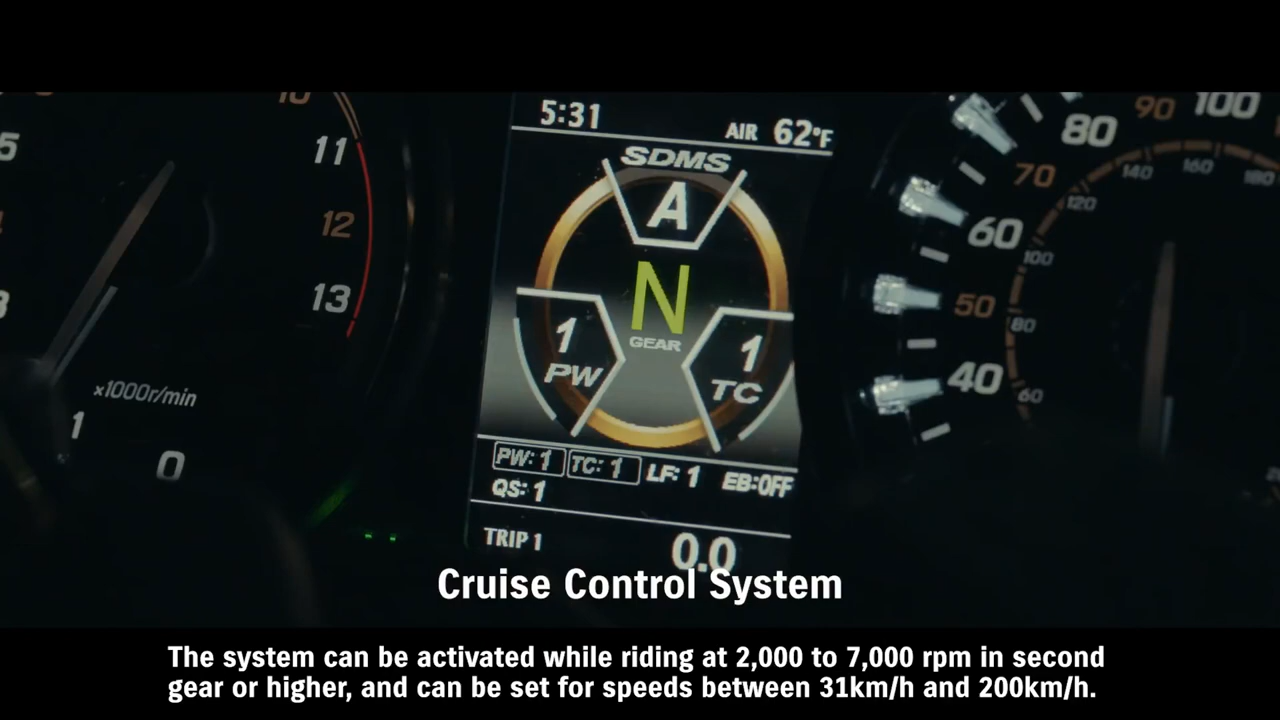 5:31
AIR 62°F
SDMS
A
N
GEAR
1
PW
1
TC
PW: 1 TC: 1 LF: 1 EB:OFF
QS: 1
TRIP 1
0.0
11
12
13
x1000r/min
1
0
90
100
80
70
60
50
40
180
160
140
120
100
80
60
Cruise Control System
The system can be activated while riding at 2,000 to 7,000 rpm in second
gear or higher, and can be set for speeds between 31km/h and 200km/h.